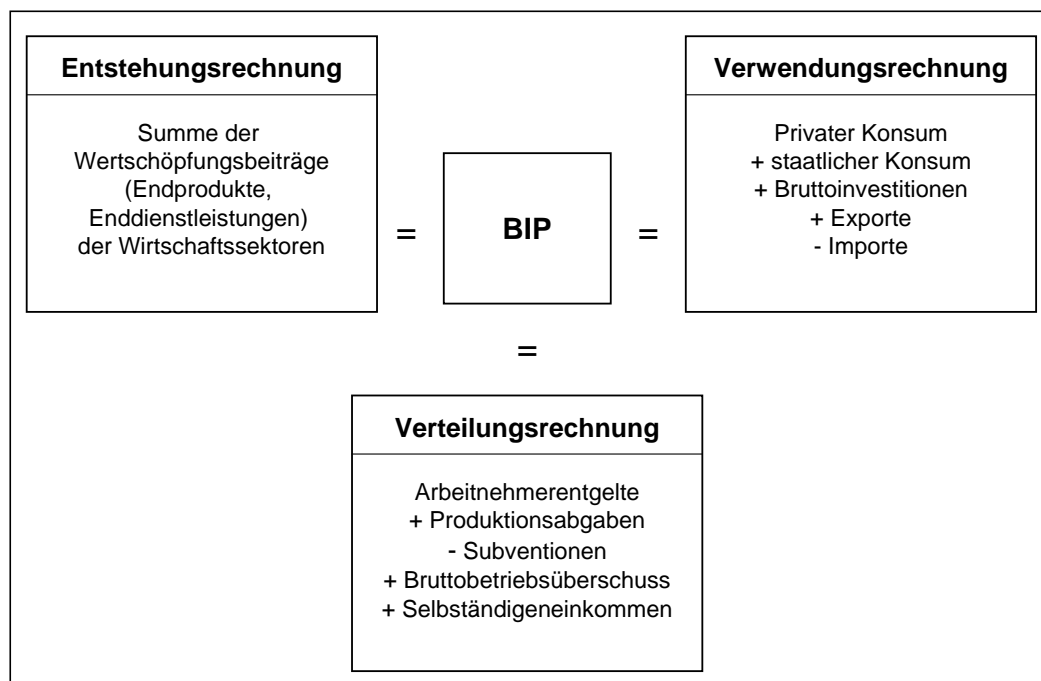 Entstehungsrechnung
Summe der
Wertschöpfungsbeiträge
(Endprodukte,
Enddienstleistungen)
der Wirtschaftssektoren
=
BIP
=
Verwendungsrechnung
Privater Konsum
+ staatlicher Konsum
+ Bruttoinvestitionen
+ Exporte
- Importe
=
Verteilungsrechnung
Arbeitnehmerentgelte
+ Produktionsabgaben
- Subventionen
+ Bruttobetriebsüberschuss
+ Selbständigeneinkommen